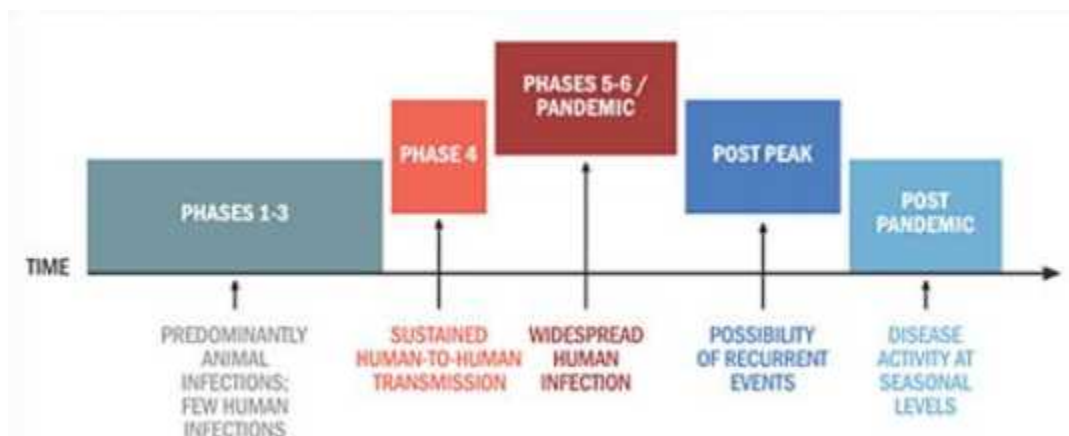 PHASES 5-6 /
PANDEMIC
PHASE 4
POST PEAK
PHASES 1-3
POST
PANDEMIC
TIME
PREDOMINANTLY
ANIMAL
INFECTIONS;
FEW HUMAN
INFECTIONS
SUSTAINED
HUMAN-TO-HUMAN
TRANSMISSION
WIDESPREAD
HUMAN
INFECTION
POSSIBILITY
OF RECURRENT
EVENTS
DISEASE
ACTIVITY AT
SEASONAL
LEVELS